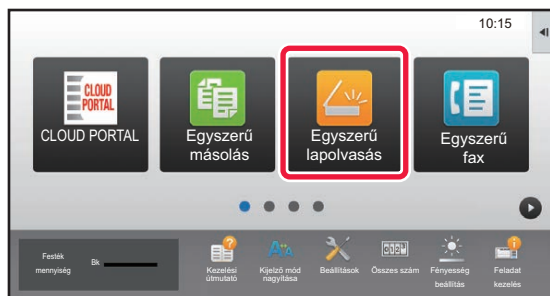 10:15
CLOUD
PORTAL
CLOUD PORTAL
Egyszerű
másolás
Egyszerű
lapolvasás
Egyszerű
fax
Festék
mennyiség
Bk
Kezelési
útmutató
Kijelző mód
nagyítása
Beállítások
Összes szám
Fényesség
beállítás
Feladat
kezelés